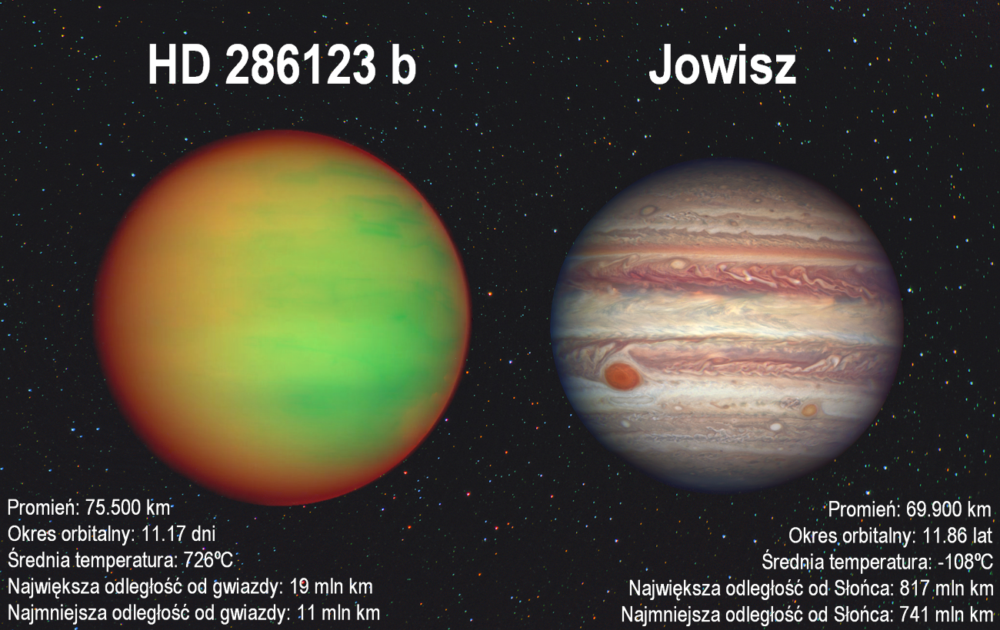 HD 286123 b
Jowisz
Promień: 75.500 km
Okres orbitalny: 11.17 dni
Średnia temperatura: 726ºC
Największa odległość od gwiazdy: 19 mln km
Najmniejsza odległość od gwiazdy: 11 mln km
Promień: 69.900 km
Okres orbitalny: 11.86 lat
Średnia temperatura: -108ºC
Największa odległość od Słońca: 817 mln km
Najmniejsza odległość od Słońca: 741 mln km